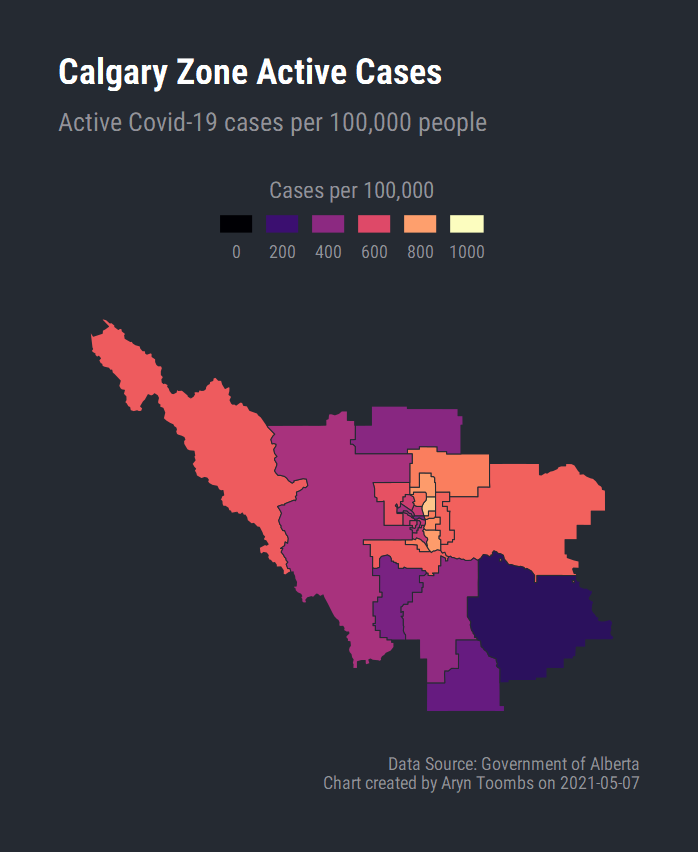 Calgary Zone Active Cases
Active Covid-19 cases per 100,000 people
Cases per 100,000
0 200 400 600 800 1000
Data Source: Government of Alberta
Chart created by Aryn Toombs on 2021-05-07